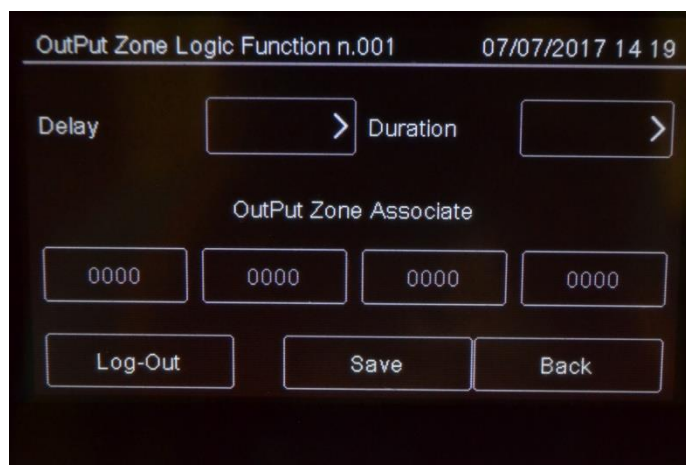 OutPut Zone Logic Function n.001 07/07/2017 14 19
Delay > Duration >
OutPut Zone Associate
0000 0000 0000 0000
Log-Out Save Back